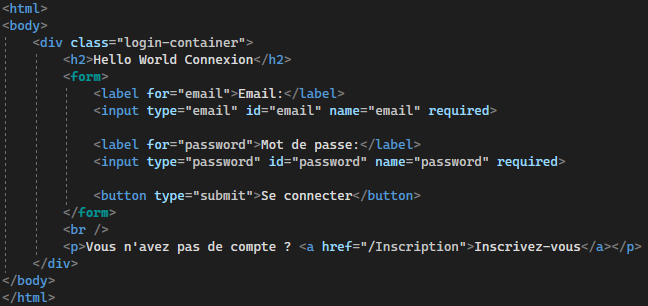 <html>
<body>
<div class="login-container">
<h2>Hello World Connexion</h2>
<form>
<label for="email">Email:</label>
<input type="email" id="email" name="email" required>
<label for="password">Mot de passe:</label>
<input type="password" id="password" name="password" required>
<button type="submit">Se connecter</button>
</form>
<br />
<p>Vous n'avez pas de compte ? <a href="/Inscription">Inscrivez-vous</a></p>
</div>
</body>
</html>